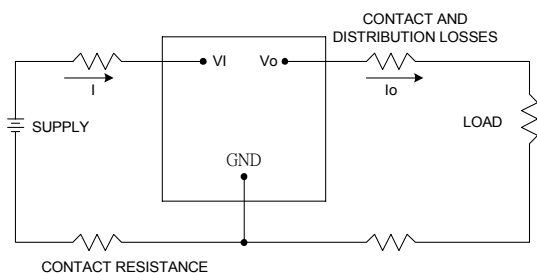 CONTACT AND
DISTRIBUTION LOSSES
VI
Vo
I
Io
SUPPLY
LOAD
GND
CONTACT RESISTANCE